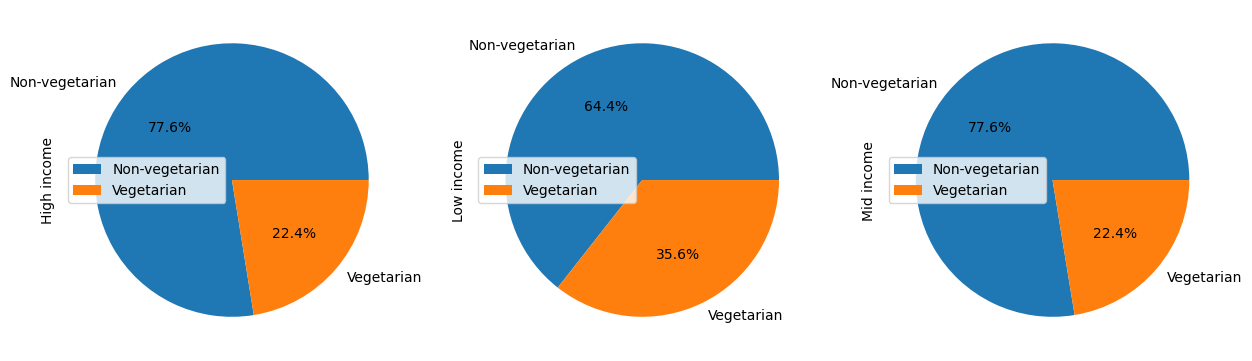 Non-vegetarian
77.6%
High income
Non-vegetarian
Vegetarian
22.4%
Vegetarian
Non-vegetarian
64.4%
Low income
Non-vegetarian
Vegetarian
35.6%
Vegetarian
Non-vegetarian
77.6%
Mid income
Non-vegetarian
Vegetarian
22.4%
Vegetarian